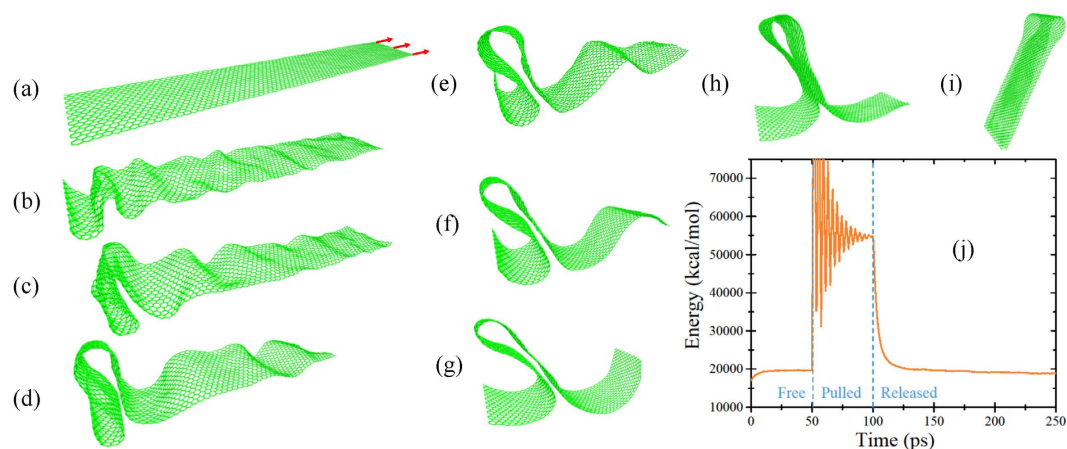 (a)
(b)
(c)
(d)
(e)
(f)
(g)
(h)
(i)
(j)
Energy (kcal/mol)
70000
60000
50000
40000
30000
20000
10000
Free
Pulled
Released
0
50
100
150
200
250
Time (ps)